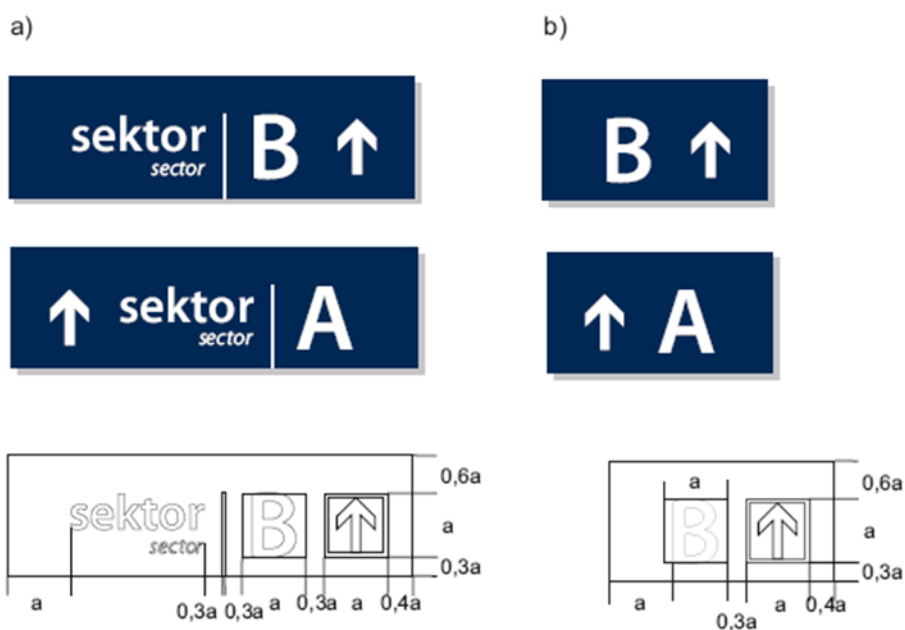 a)
b)
sektor
sector
B
B
sektor
sector
A
A
sektor
sector
B
0,6a
a
0,3a
a
0,3a
0,3a
a
0,3a
a
0,4a
a
B
0,6a
a
0,3a
a
0,3a
a
0,4a